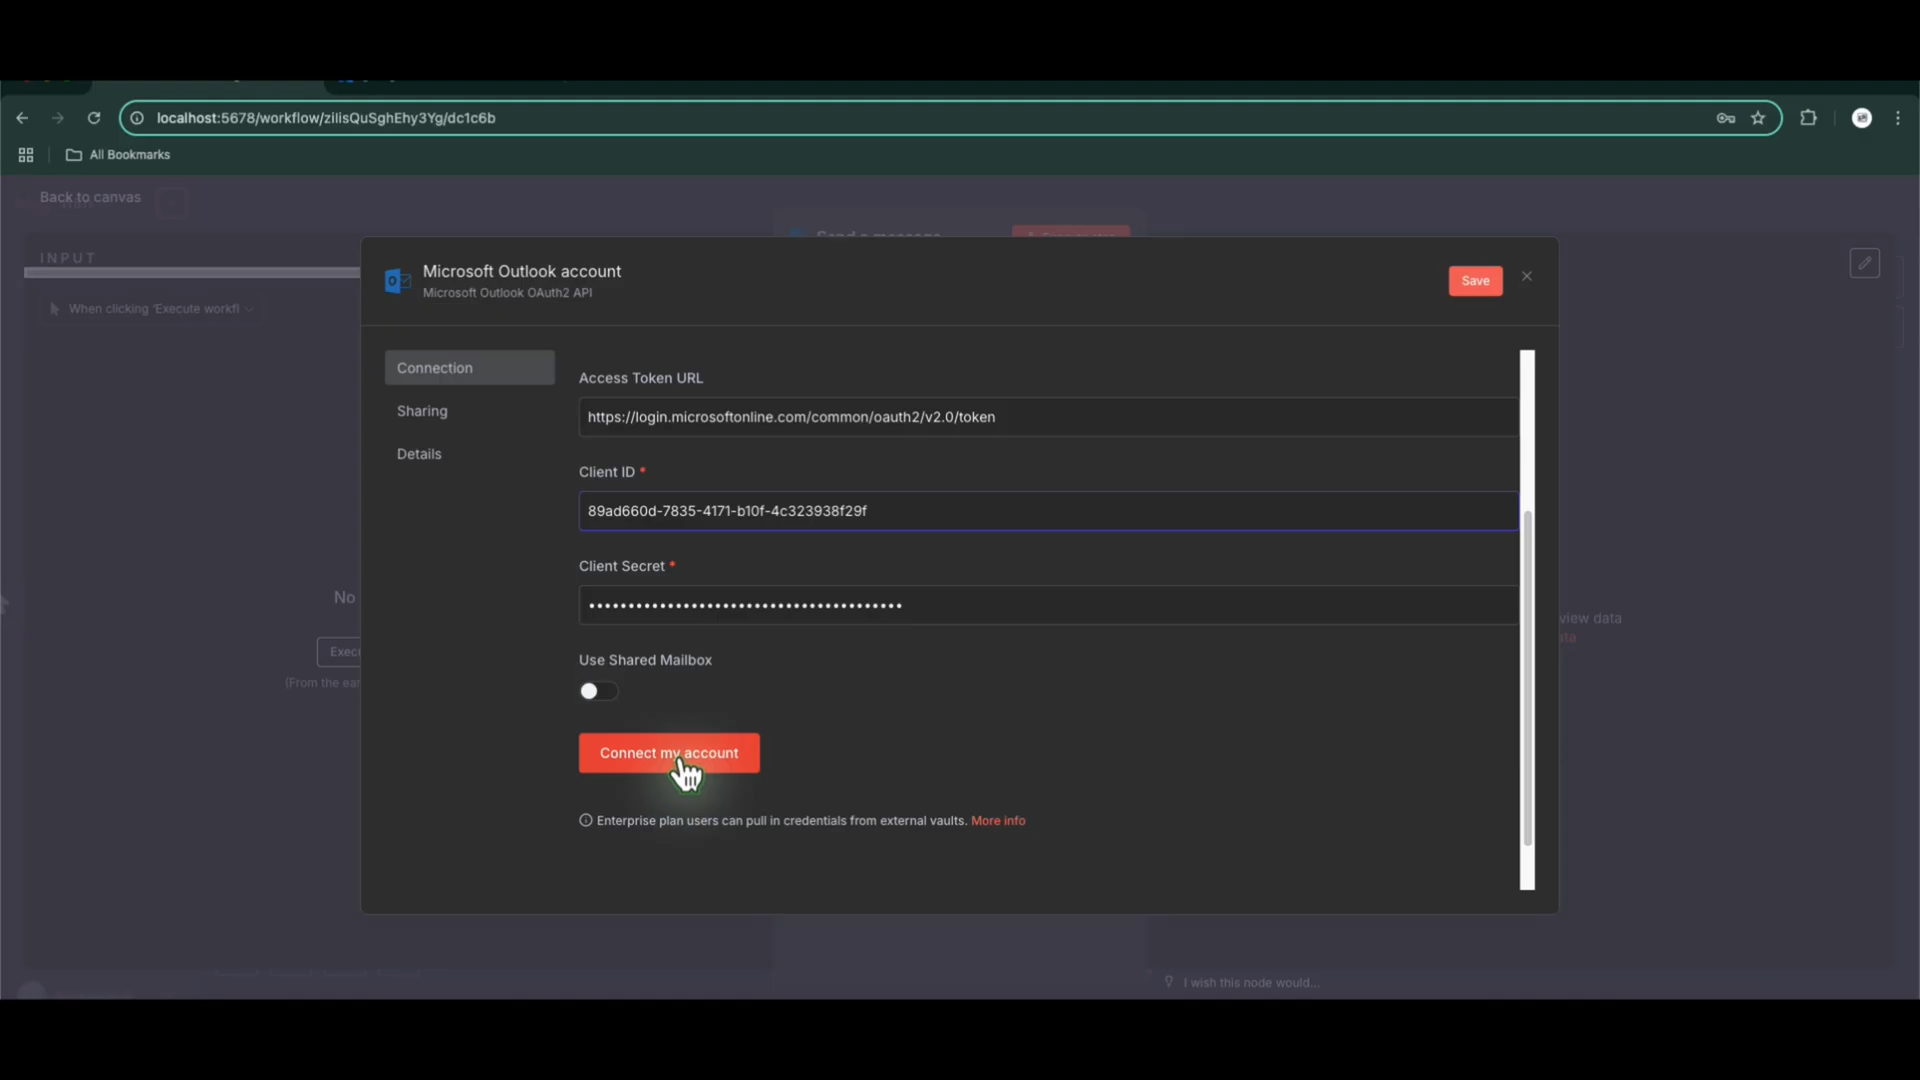 localhost:5678/workflow/zilisQuSghEhy3Yg/dc1c6b
All Bookmarks
Back to canvas
Send a message
INPUT
Microsoft Outlook account
Microsoft Outlook OAuth2 API
Save
When clicking 'Execute workfl
Connection
Sharing
Details
Access Token URL
https://login.microsoftonline.com/common/oauth2/v2.0/token
Client ID *
89ad660d-7835-4171-b10f-4c323938f29f
Client Secret *
••••••••••••••••••••••••••••••••••••••••
No
view data
Use Shared Mailbox
(From the ear
Connect my account
Enterprise plan users can pull in credentials from external vaults. More info
I wish this node would...